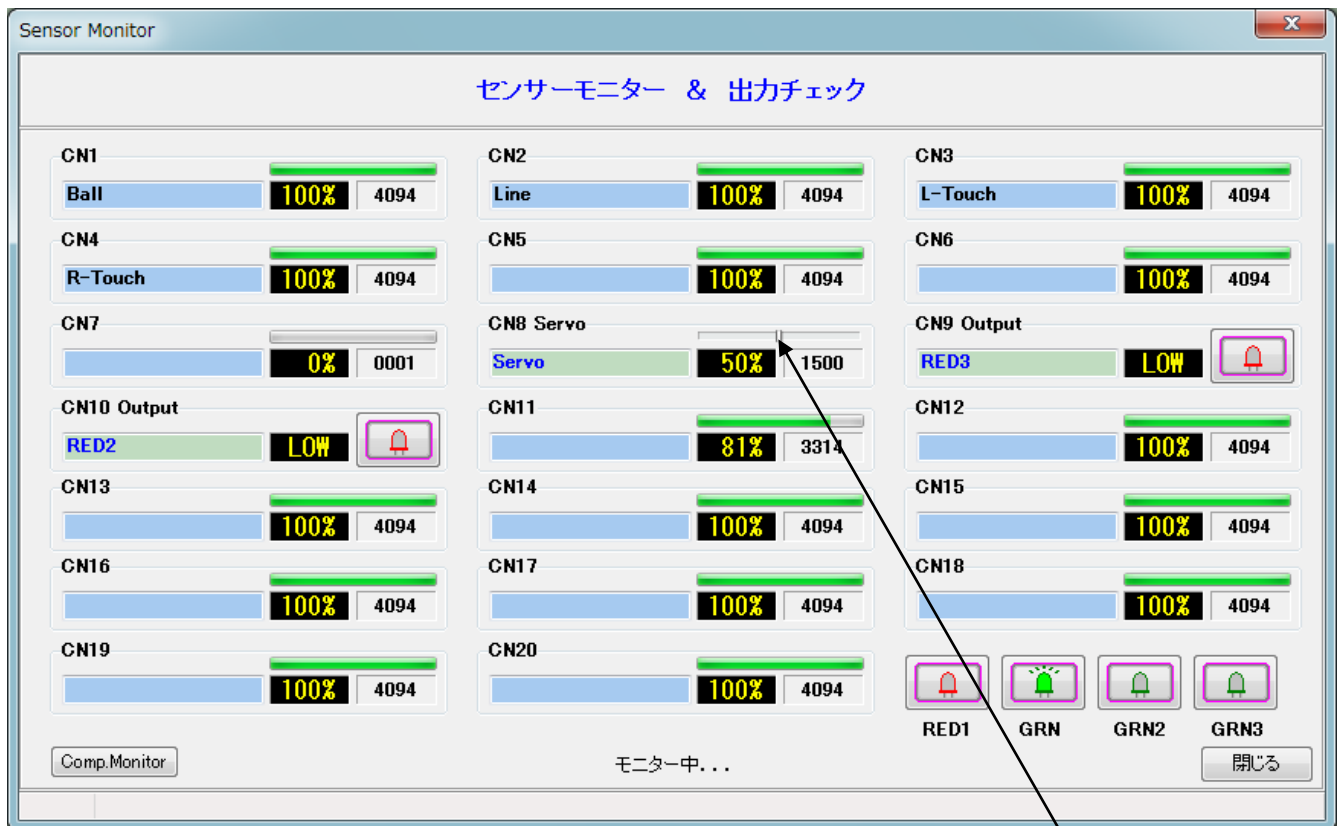 Sensor Monitor
センサーモニター & 出力チェック
CN1
Ball 100% 4094
CN2
Line 100% 4094
CN3
L-Touch 100% 4094
CN4
R-Touch 100% 4094
CN5
100% 4094
CN6
100% 4094
CN7
0% 0001
CN8 Servo
Servo 50% 1500
CN9 Output
RED3 LOW
CN10 Output
RED2 LOW
CN11
81% 3314
CN12
100% 4094
CN13
100% 4094
CN14
100% 4094
CN15
100% 4094
CN16
100% 4094
CN17
100% 4094
CN18
100% 4094
CN19
100% 4094
CN20
100% 4094
RED1 GRN GRN2 GRN3
Comp.Monitor モニター中... 閉じる